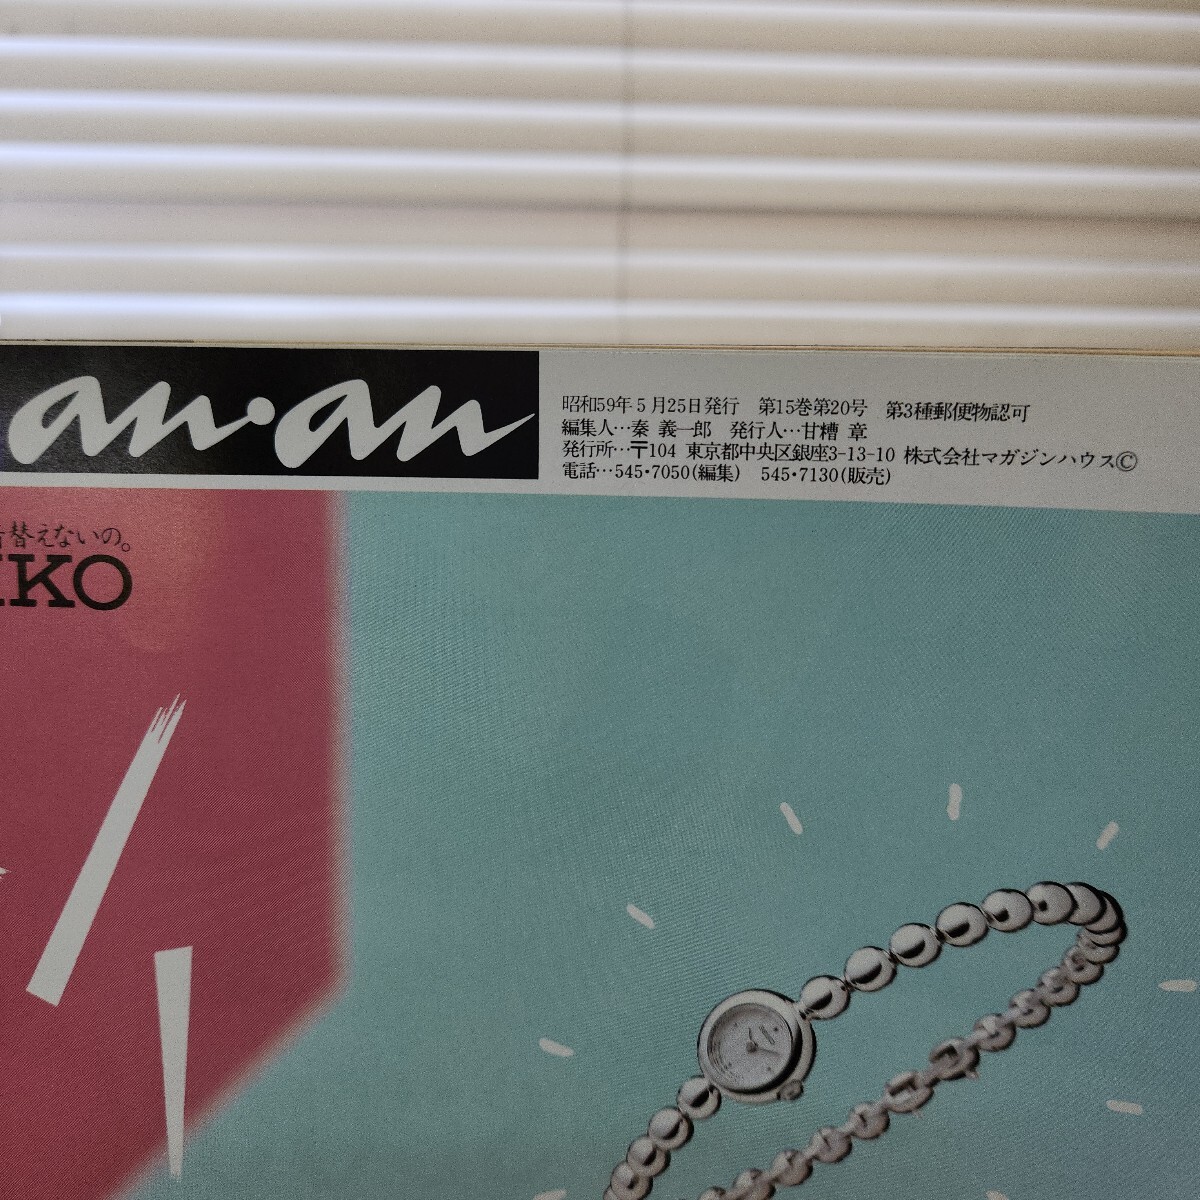 an·an
昭和59年5月25日発行 第15巻第20号 第3種郵便物認可
編集人…秦 義一郎 発行人…甘糟 章
発行所…〒104 東京都中央区銀座3-13-10 株式会社マガジンハウス©
電話…545・7050(編集) 545・7130(販売)
替えないの。
IKO